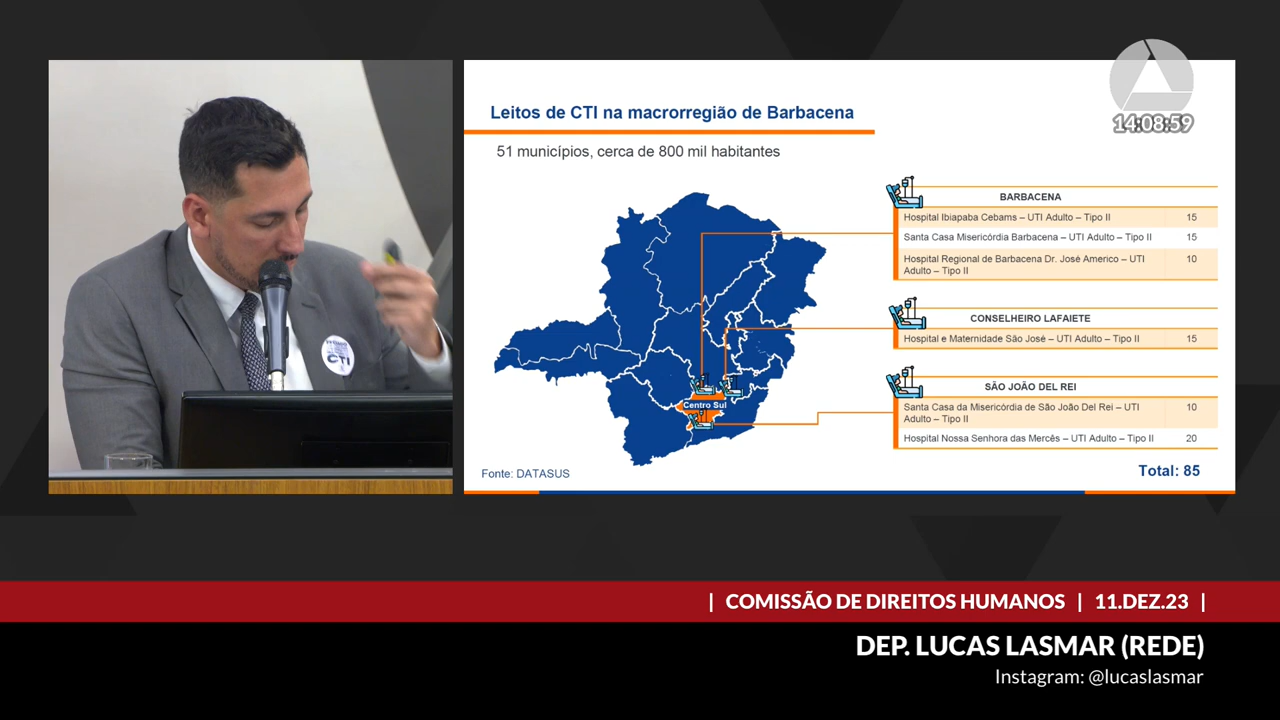 14:08:59
Leitos de CTI na macrorregião de Barbacena
51 municípios, cerca de 800 mil habitantes
BARBACENA
Hospital Ibiapaba Cebams – UTI Adulto – Tipo II 15
Santa Casa Misericórdia Barbacena – UTI Adulto – Tipo II 15
Hospital Regional de Barbacena Dr. José Americo – UTI 10
Adulto – Tipo II
CONSELHEIRO LAFAIETE
Hospital e Maternidade São José – UTI Adulto – Tipo II 15
SÃO JOÃO DEL REI
Santa Casa da Misericórdia de São João Del Rei – UTI 10
Adulto – Tipo II
Hospital Nossa Senhora das Mercês – UTI Adulto – Tipo II 20
Centro Sul
Total: 85
Fonte: DATASUS
CTI
| COMISSÃO DE DIREITOS HUMANOS | 11.DEZ.23 |
DEP. LUCAS LASMAR (REDE)
Instagram: @lucaslasmar